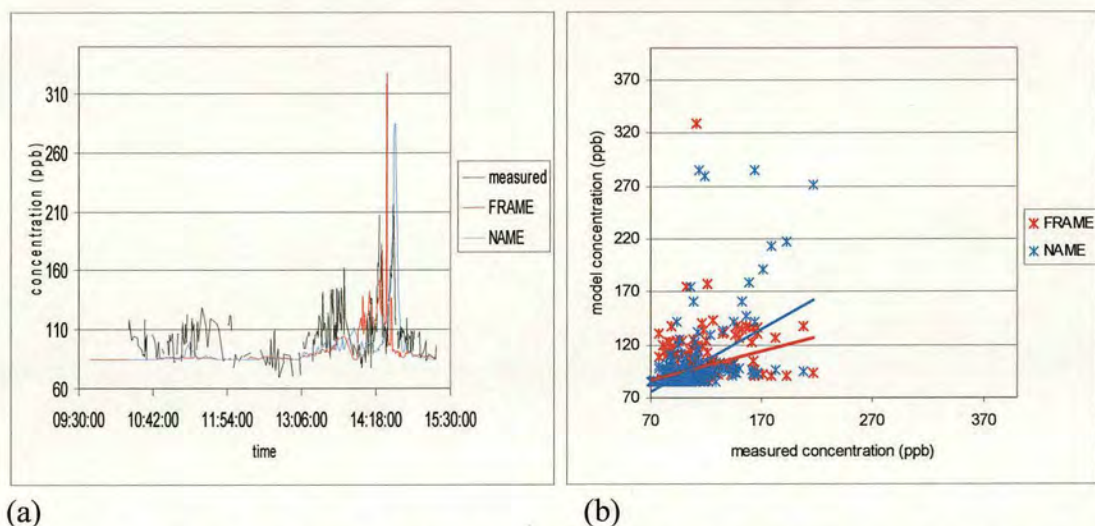 concentration (ppb)
310
260
210
160
110
60
09:30:00 10:42:00 11:54:00 13:06:00 14:18:00 15:30:00
time
measured
FRAME
NAME
(a)
model concentration (ppb)
370
320
270
220
170
120
70
70 170 270 370
measured concentration (ppb)
FRAME
NAME
(b)